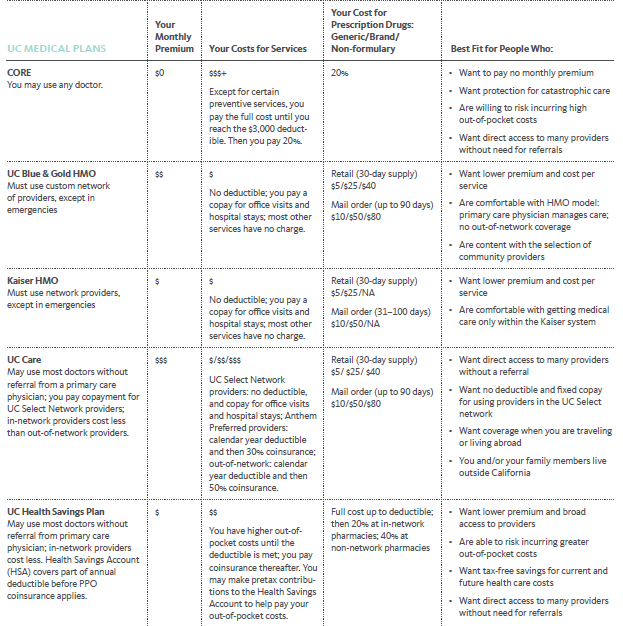 UC MEDICAL PLANS
Your
Monthly
Premium
Your Costs for Services
Your Cost for
Prescription Drugs:
Generic/Brand/
Non-formulary
Best Fit for People Who:
CORE
You may use any doctor.
$0
$$$+
Except for certain
preventive services, you
pay the full cost until you
reach the $3,000 deduct-
ible. Then you pay 20%.
20%
• Want to pay no monthly premium
• Want protection for catastrophic care
• Are willing to risk incurring high
out-of-pocket costs
• Want direct access to many providers
without need for referrals
UC Blue & Gold HMO
Must use custom network
of providers, except in
emergencies
$$
$
No deductible; you pay a
copay for office visits and
hospital stays; most other
services have no charge.
Retail (30-day supply)
$5/$25/$40
Mail order (up to 90 days)
$10/$50/$80
• Want lower premium and cost per
service
• Are comfortable with HMO model:
primary care physician manages care;
no out-of-network coverage
• Are content with the selection of
community providers
Kaiser HMO
Must use network providers,
except in emergencies
$
$
No deductible; you pay a
copay for office visits and
hospital stays; most other
services have no charge.
Retail (30-day supply)
$5/$25/NA
Mail order (31–100 days)
$10/$50/NA
• Want lower premium and cost per
service
• Are comfortable with getting medical
care only within the Kaiser system
UC Care
May use most doctors without
referral from a primary care
physician; you pay copayment for
UC Select Network providers;
in-network providers cost less
than out-of-network providers.
$$$
$/$$/$$$
UC Select Network
providers: no deductible,
and copay for office visits
and hospital stays; Anthem
Preferred providers:
calendar year deductible
and then 30% coinsurance;
out-of-network: calendar
year deductible and then
50% coinsurance.
Retail (30-day supply)
$5/ $25/ $40
Mail order (up to 90 days)
$10/$50/$80
• Want direct access to many providers
without a referral
• Want no deductible and fixed copay
for using providers in the UC Select
network
• Want coverage when you are traveling
or living abroad
• You and/or your family members live
outside California
UC Health Savings Plan
May use most doctors without
referral from primary care
physician; in-network providers
cost less. Health Savings Account
(HSA) covers part of annual
deductible before PPO
coinsurance applies.
$
$$
You have higher out-of-
pocket costs until the
deductible is met; you pay
coinsurance thereafter. You
may make pretax contribu-
tions to the Health Savings
Account to help pay your
out-of-pocket costs.
Full cost up to deductible;
then 20% at in-network
pharmacies; 40% at
non-network pharmacies
• Want lower premium and broad
access to providers
• Are able to risk incurring greater
out-of-pocket costs
• Want tax-free savings for current and
future health care costs
• Want direct access to many providers
without need for referrals